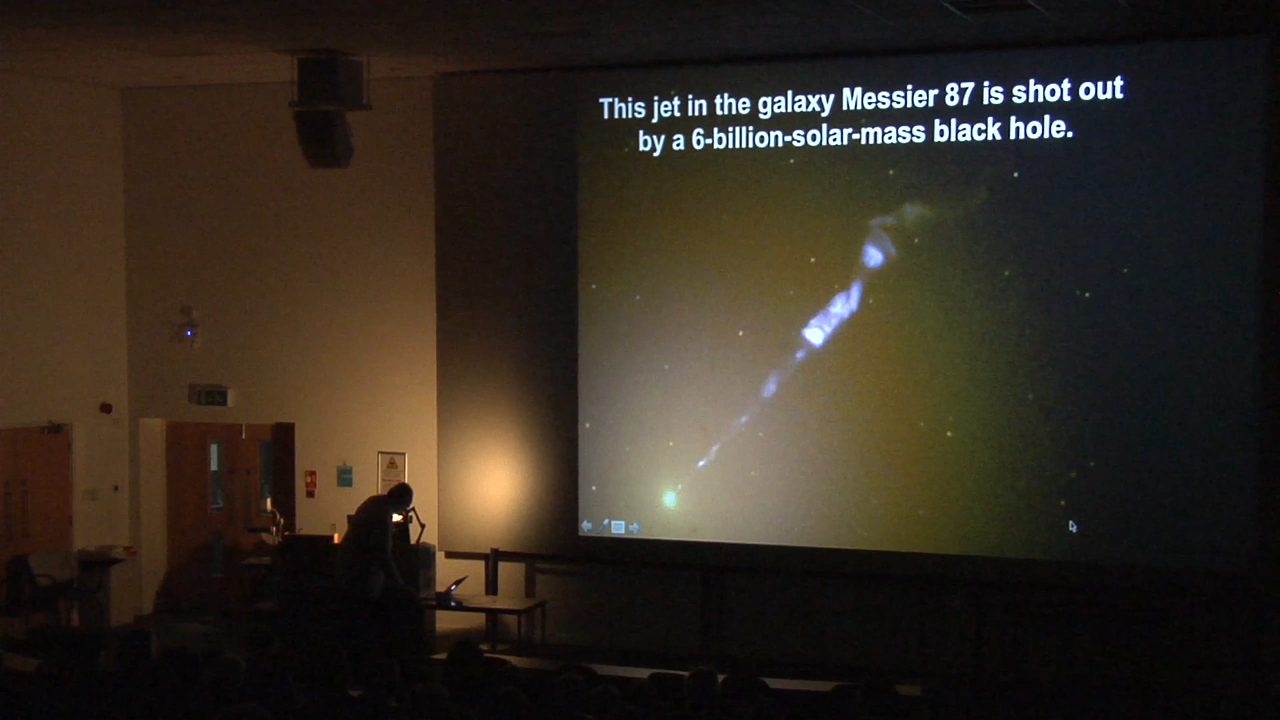 This jet in the galaxy Messier 87 is shot out
by a 6-billion-solar-mass black hole.